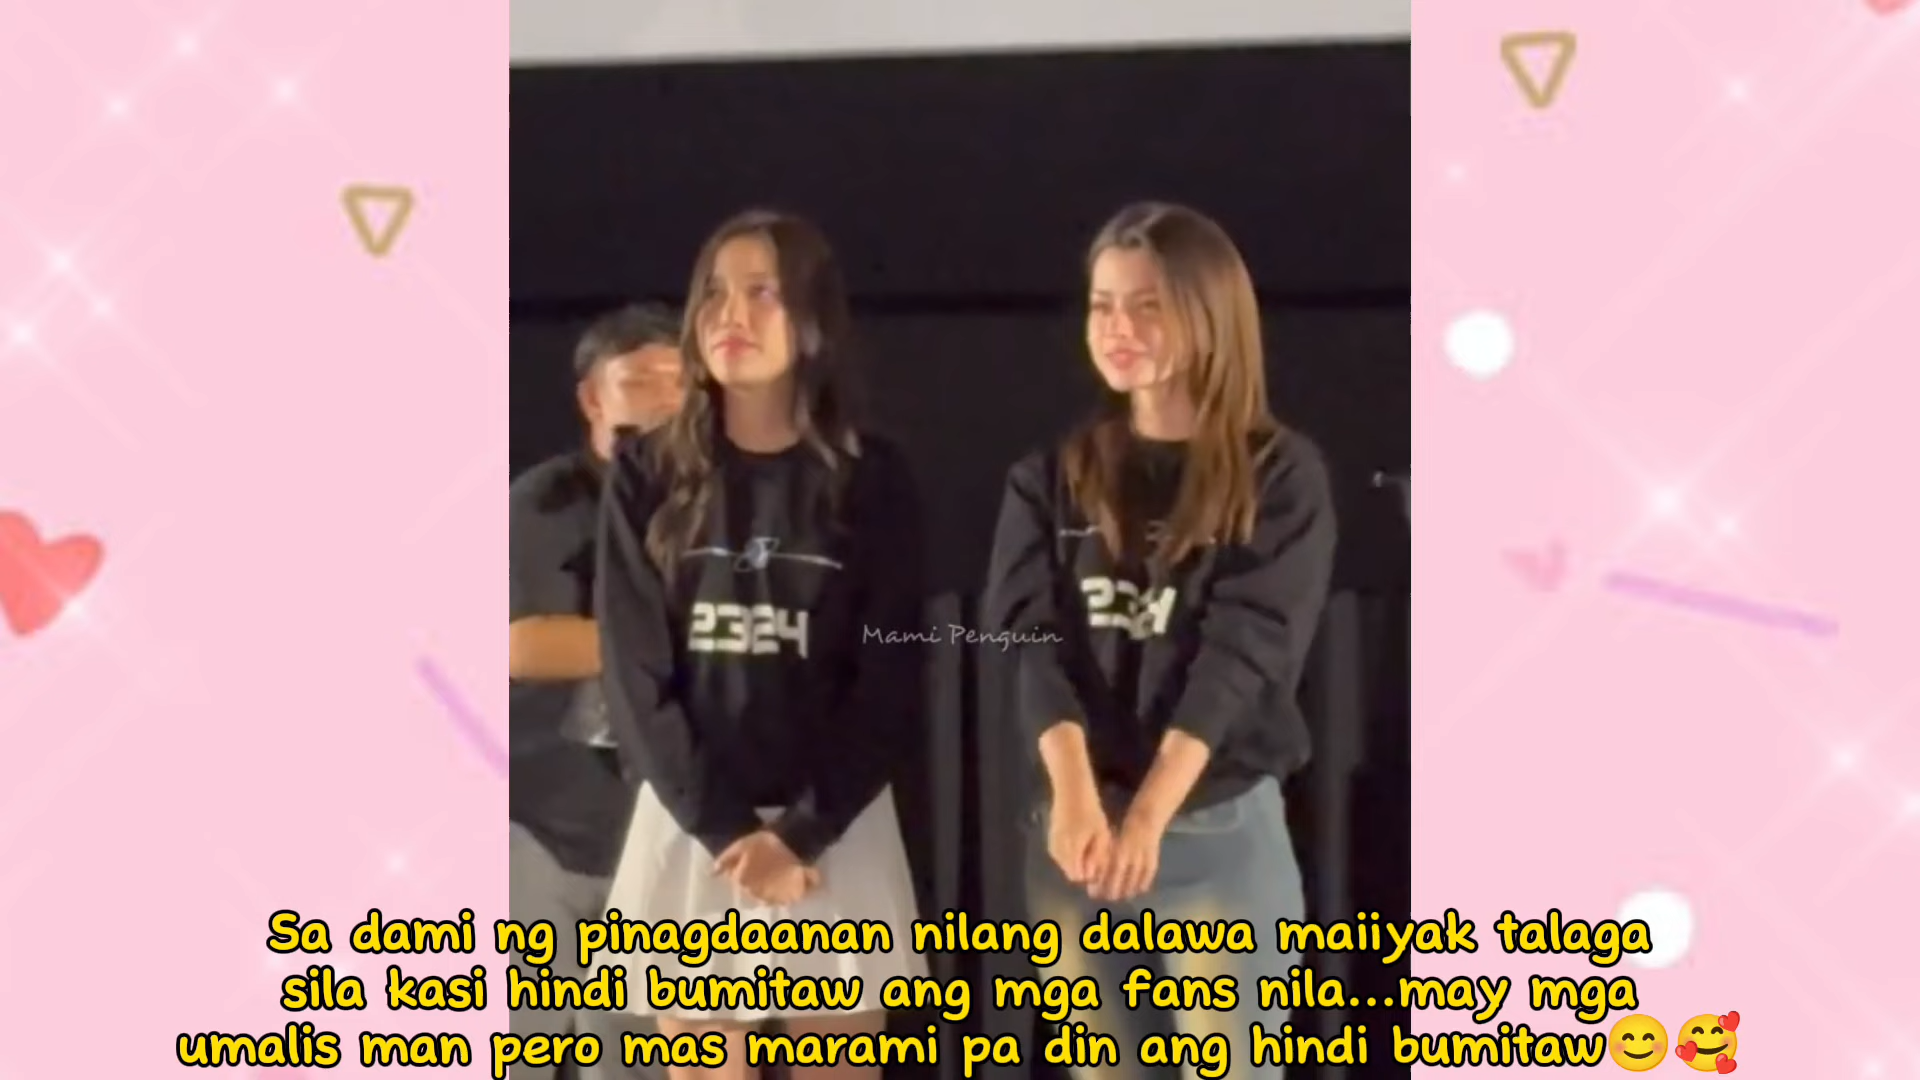 2324
2324
Mami Penguin
Sa dami ng pinagdaanan nilang dalawa maiiyak talaga
sila kasi hindi bumitaw ang mga fans nila...may mga
umalis man pero mas marami pa din ang hindi bumitaw😊🥰